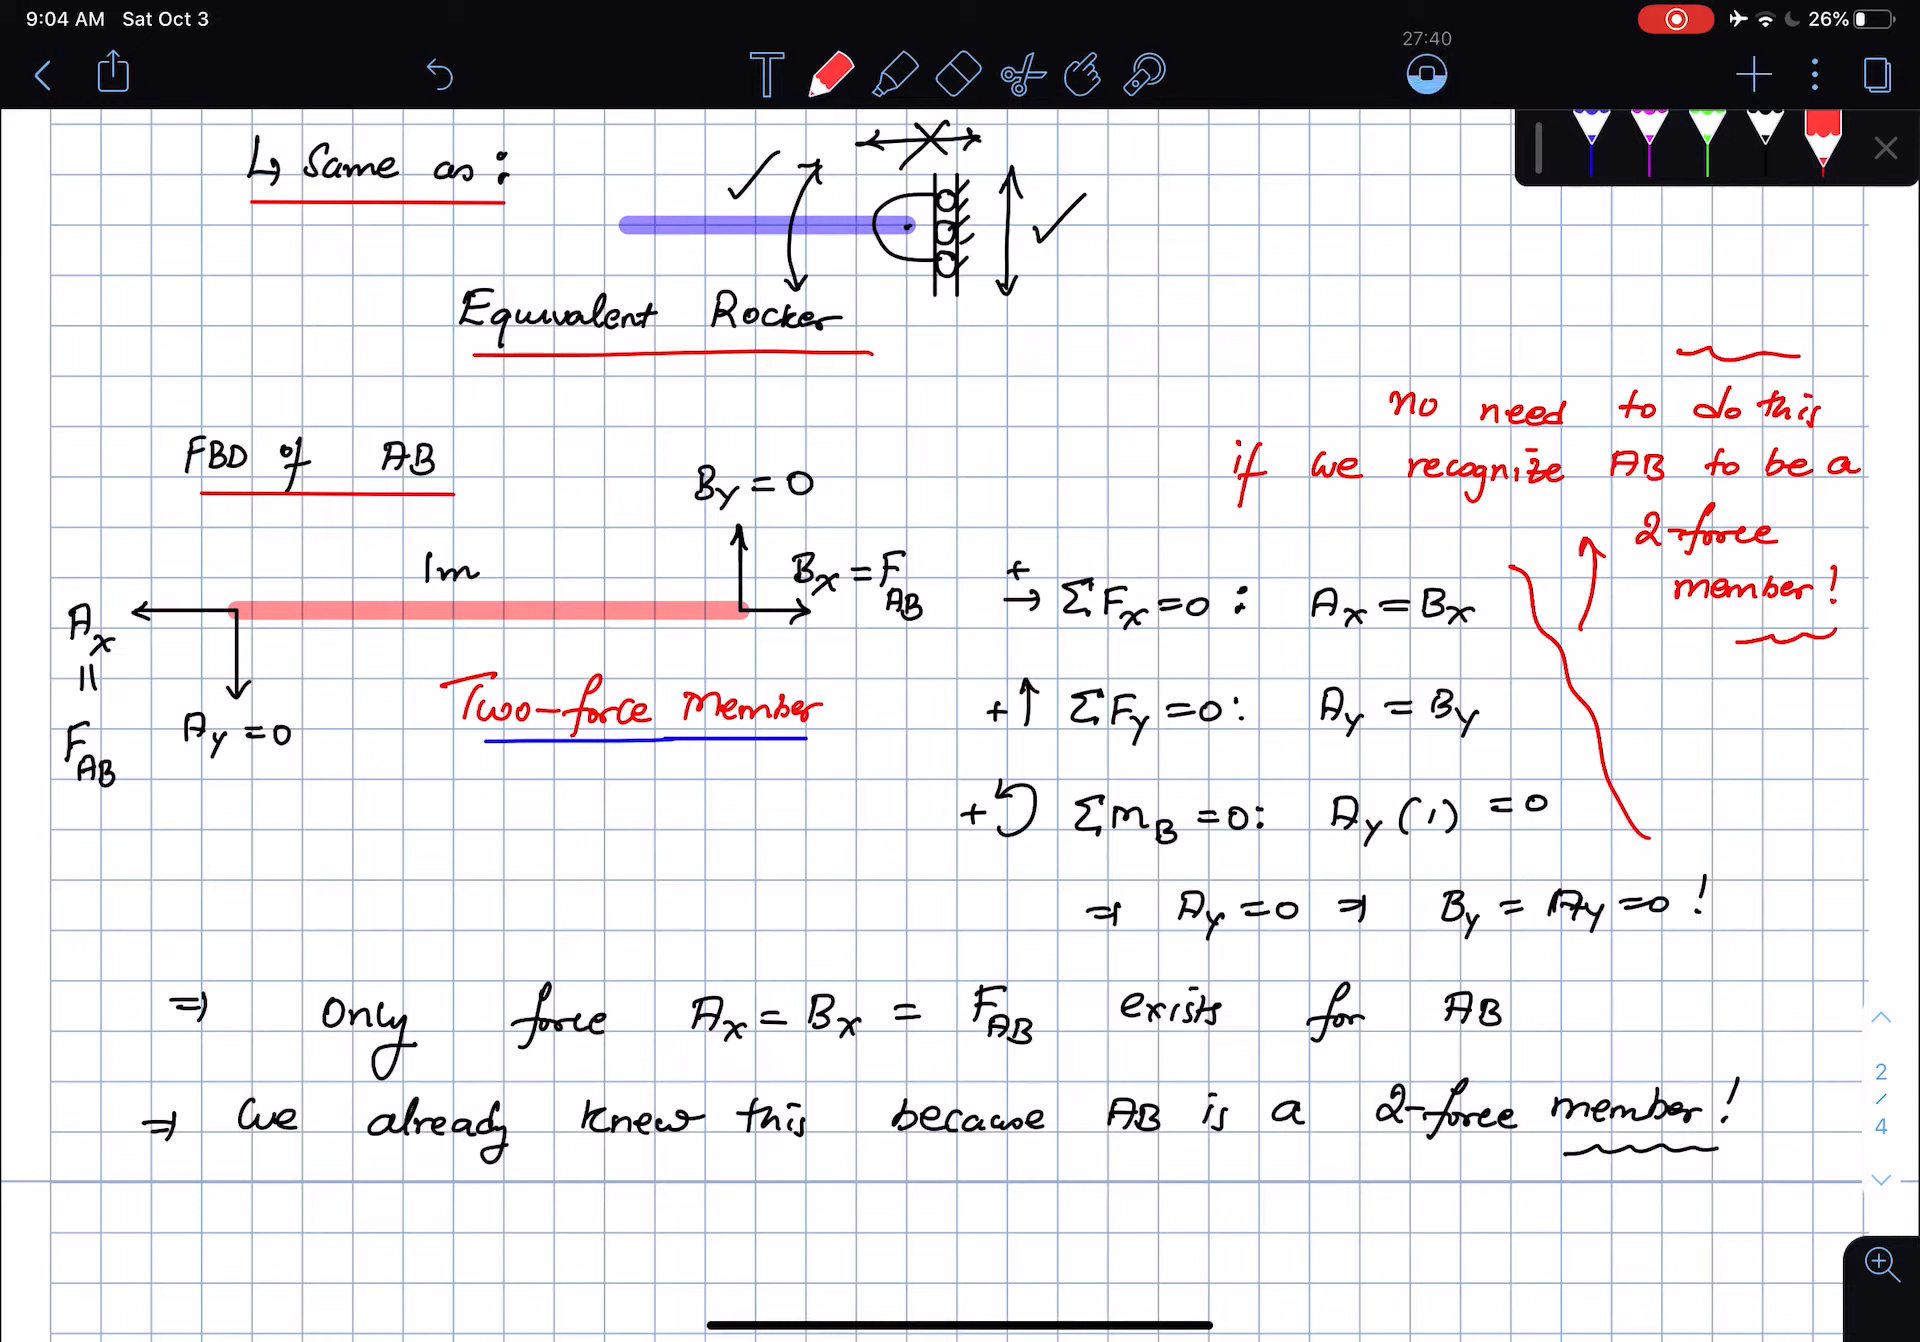 9:04 AM Sat Oct 3
26%
27:40
↳ Same as:
Equivalent Rocker
no need to do this
if we recognize AB to be a
2-force
member!
FBD of AB
By = 0
1m
Bx = F_AB
Ax
=
F_AB
Ay = 0
Two-force Member
+→ ΣFx = 0 : Ax = Bx
+↑ ΣFy = 0 : Ay = By
+↺ Σm_B = 0 : Ay (1) = 0
⇒ Ay = 0 ⇒ By = Ay = 0 !
⇒ Only force Ax = Bx = F_AB exists for AB
⇒ We already knew this because AB is a 2-force member!
2
/
4